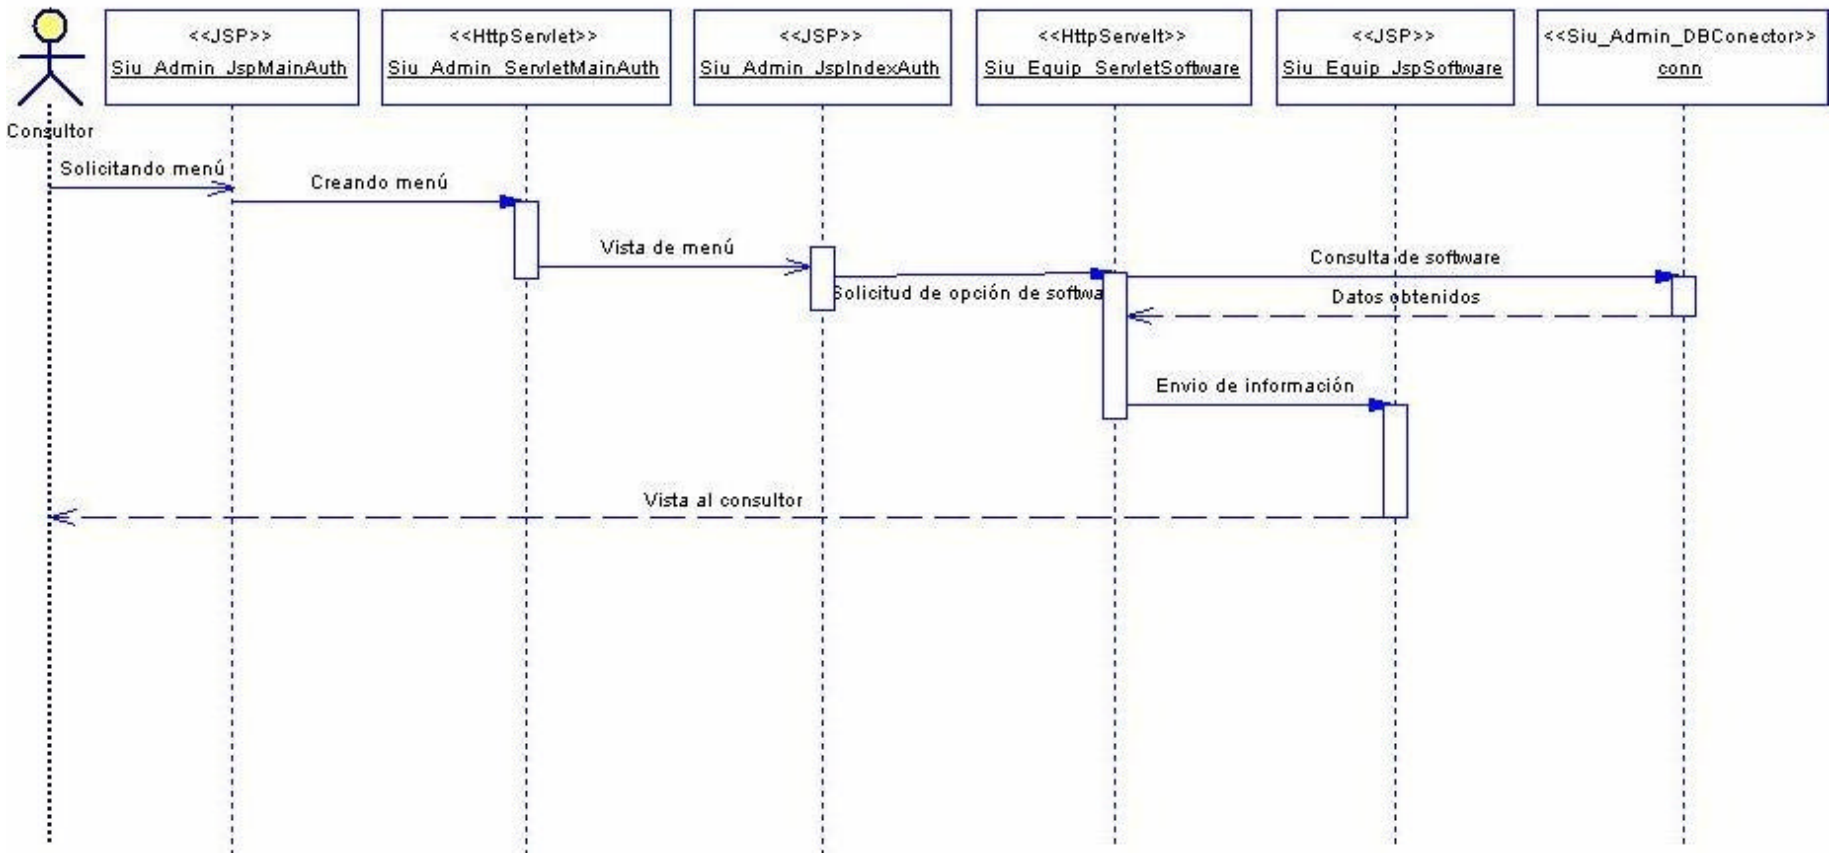 <<JSP>>
Siu_Admin_JspMainAuth
<<HttpServlet>>
Siu_Admin_ServletMainAuth
<<JSP>>
Siu_Admin_JspIndexAuth
<<HttpServelt>>
Siu_Equip_ServletSoftware
<<JSP>>
Siu_Equip_JspSoftware
<<Siu_Admin_DBConector>>
conn
Consultor
Solicitando menú
Creando menú
Vista de menú
Solicitud de opción de softwa
Consulta de software
Datos obtenidos
Envio de información
Vista al consultor